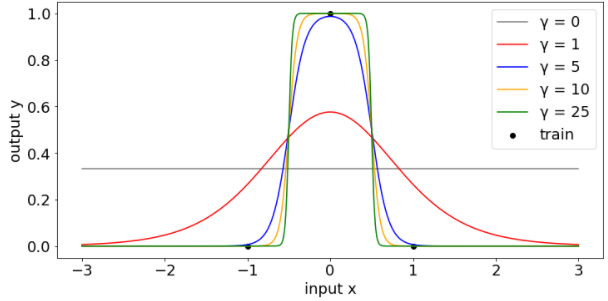 1.0
0.8
0.6
0.4
0.2
0.0
output y
−3
−2
−1
0
1
2
3
input x
γ = 0
γ = 1
γ = 5
γ = 10
γ = 25
train